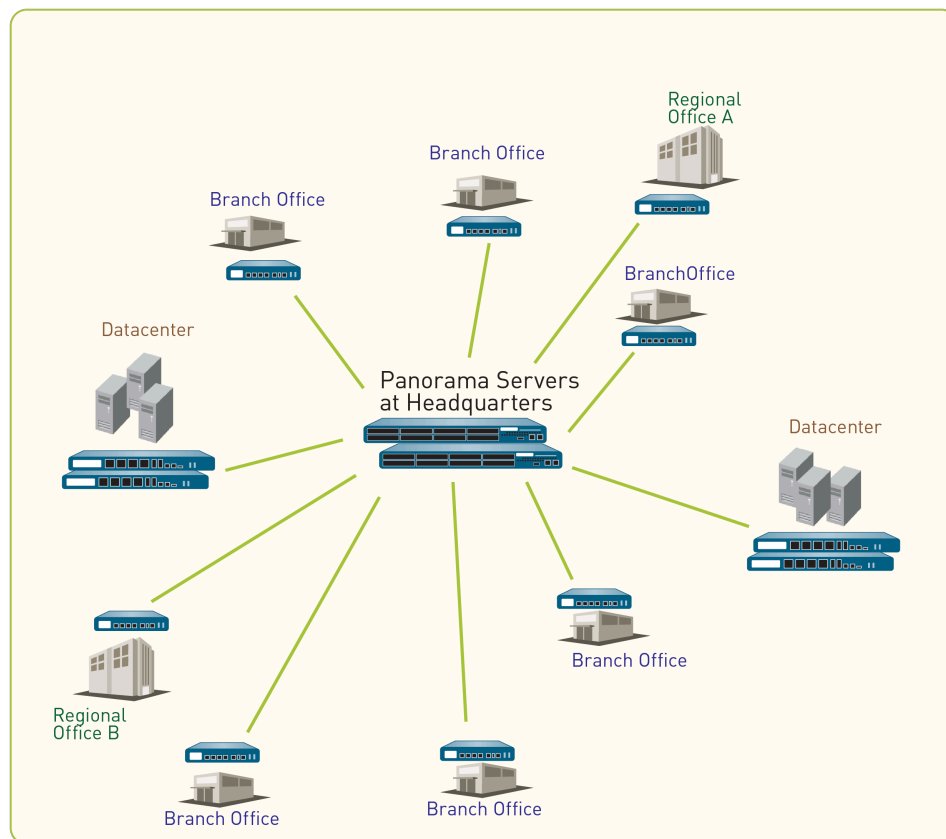 Regional
Office A
Branch Office
Branch Office
BranchOffice
Datacenter
Panorama Servers
at Headquarters
Datacenter
Branch Office
Regional
Office B
Branch Office
Branch Office